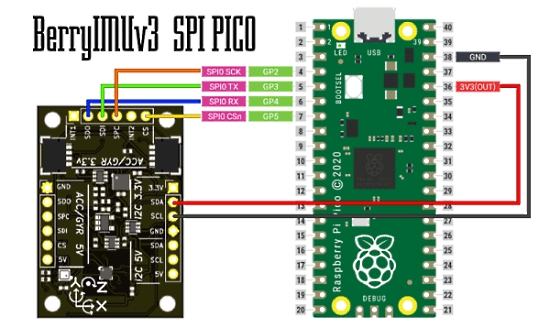 BerryIMUv3 SPI PICO
SPI0 SCK GP2
SPI0 TX GP3
SPI0 RX GP4
SPI0 CSn GP5
1
2
3
4
5
6
7
8
9
10
11
12
13
14
15
16
17
18
19
20
40
39
38
37
36
35
34
33
32
31
30
29
28
27
26
25
24
23
22
21
GND
3V3(OUT)
2
39
LED
USB
BOOTSEL
Raspberry Pi Pico © 2020
DEBUG
INT1
SDO
SDI
SPC
INT2
CS
ACC/GYR 3.3v
GND
SDO
SPC
SDI
CS
5V
ACC/GYR 5V
I2C 3.3V
I2C 5V
3.3V
SDA
SCL
GND
SDA
SCL
5V
Y
Z
X